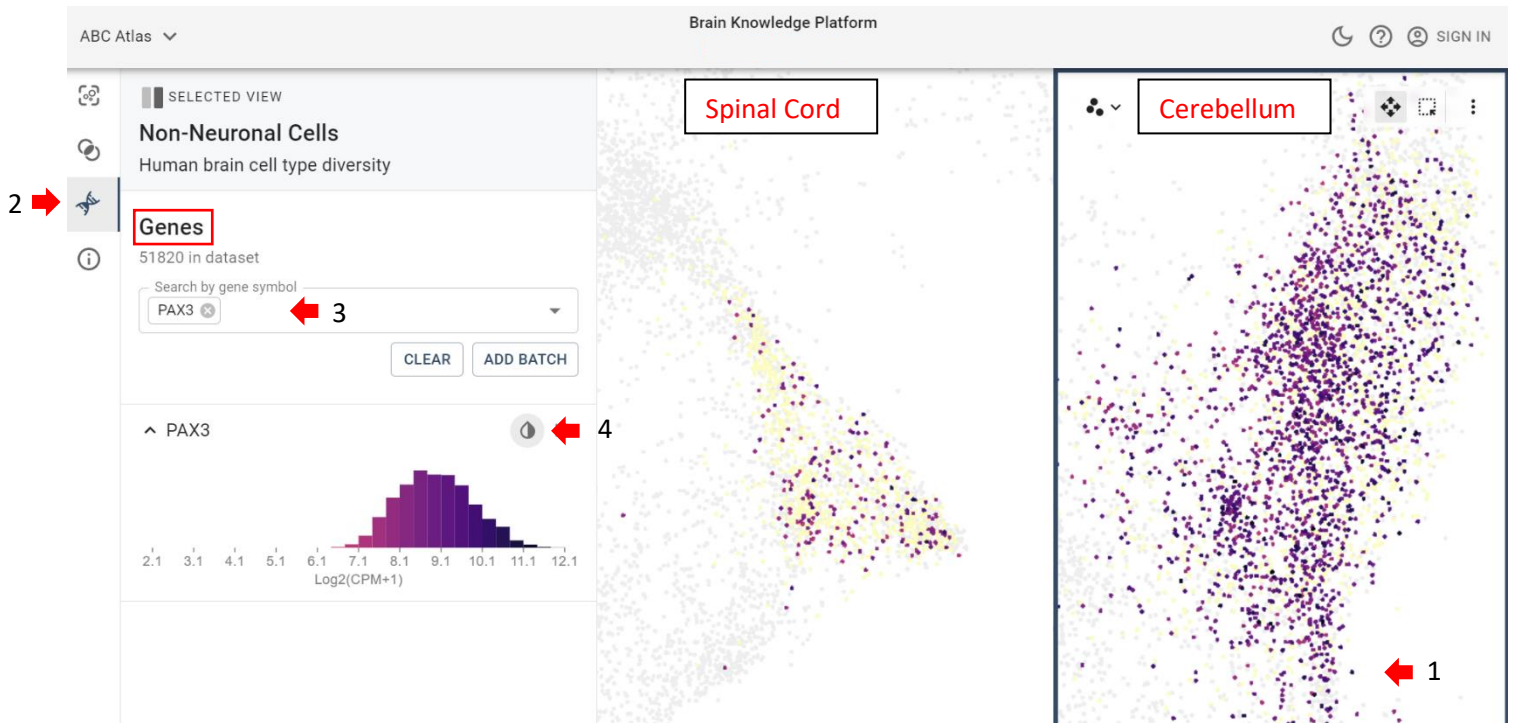 ABC Atlas
Brain Knowledge Platform
SIGN IN
SELECTED VIEW
Non-Neuronal Cells
Human brain cell type diversity
Spinal Cord
Cerebellum
2
Genes
51820 in dataset
Search by gene symbol
PAX3
3
CLEAR
ADD BATCH
PAX3
4
2.1 3.1 4.1 5.1 6.1 7.1 8.1 9.1 10.1 11.1 12.1
Log2(CPM+1)
1